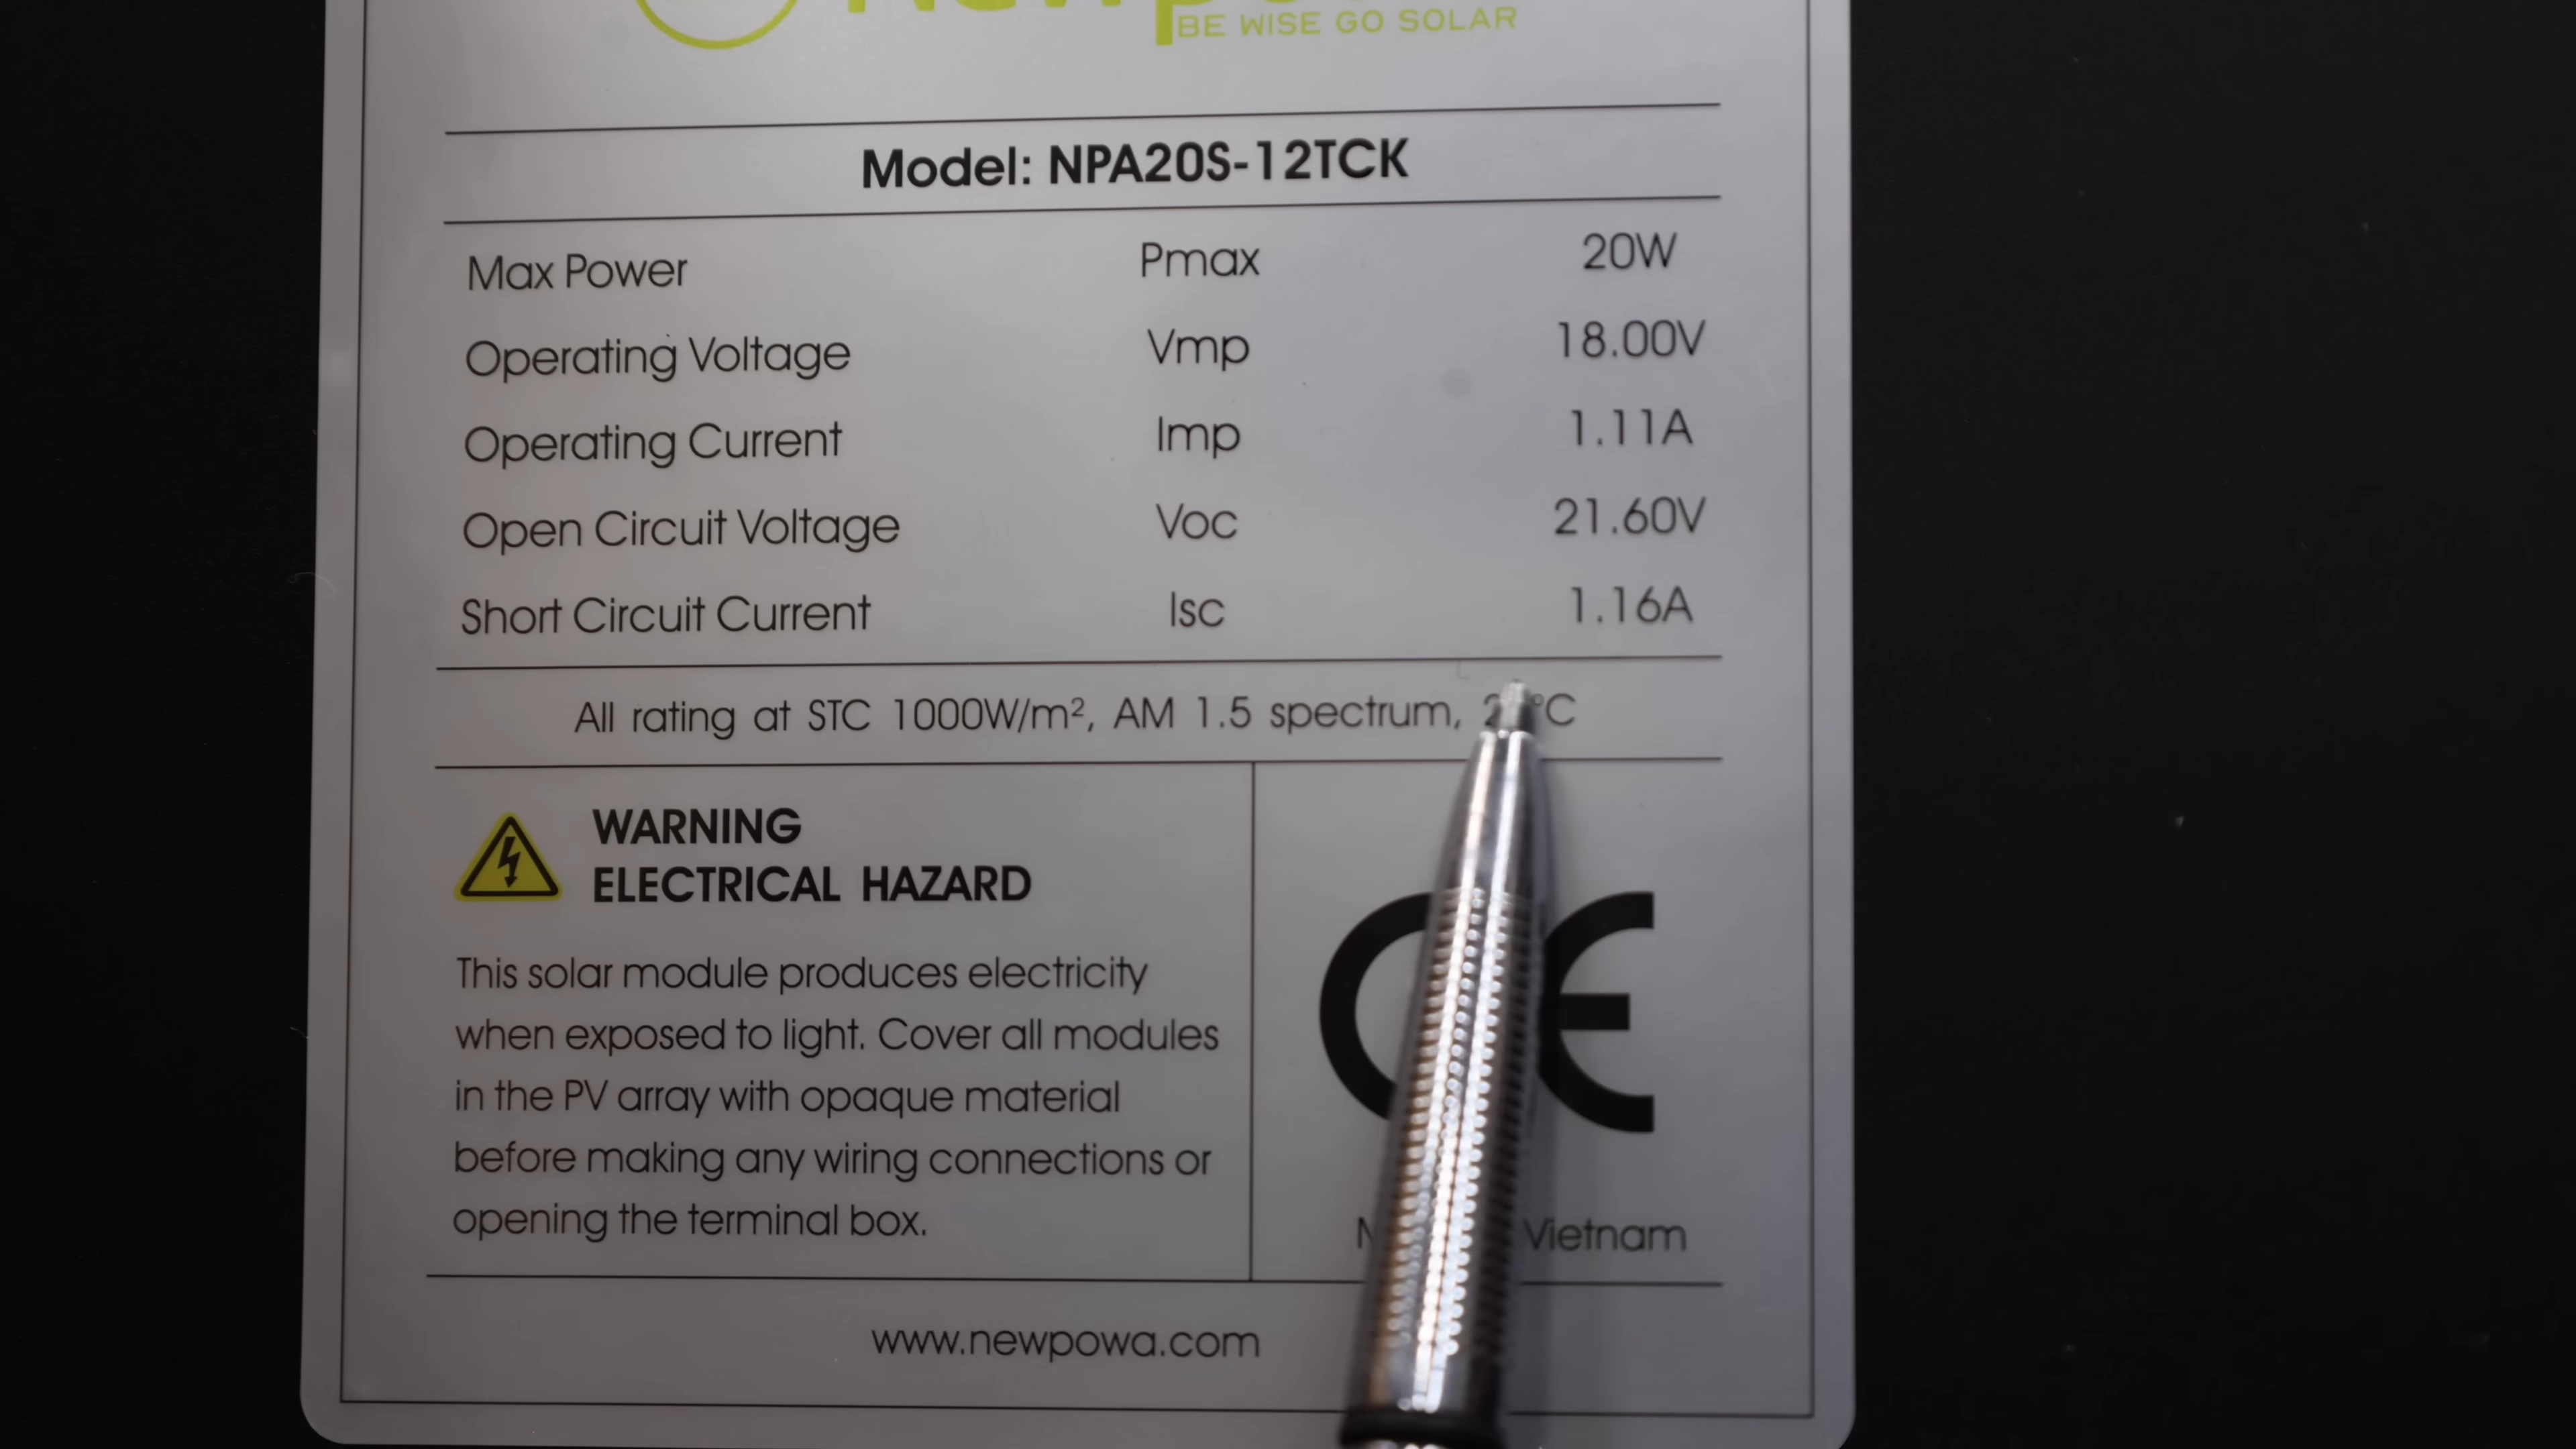 BE WISE GO SOLAR
Model: NPA20S-12TCK
Max Power Pmax 20W
Operating Voltage Vmp 18.00V
Operating Current Imp 1.11A
Open Circuit Voltage Voc 21.60V
Short Circuit Current Isc 1.16A
All rating at STC 1000W/m², AM 1.5 spectrum, °C
WARNING
ELECTRICAL HAZARD
This solar module produces electricity
when exposed to light. Cover all modules
in the PV array with opaque material
before making any wiring connections or
opening the terminal box.
CE
Vietnam
www.newpowa.com